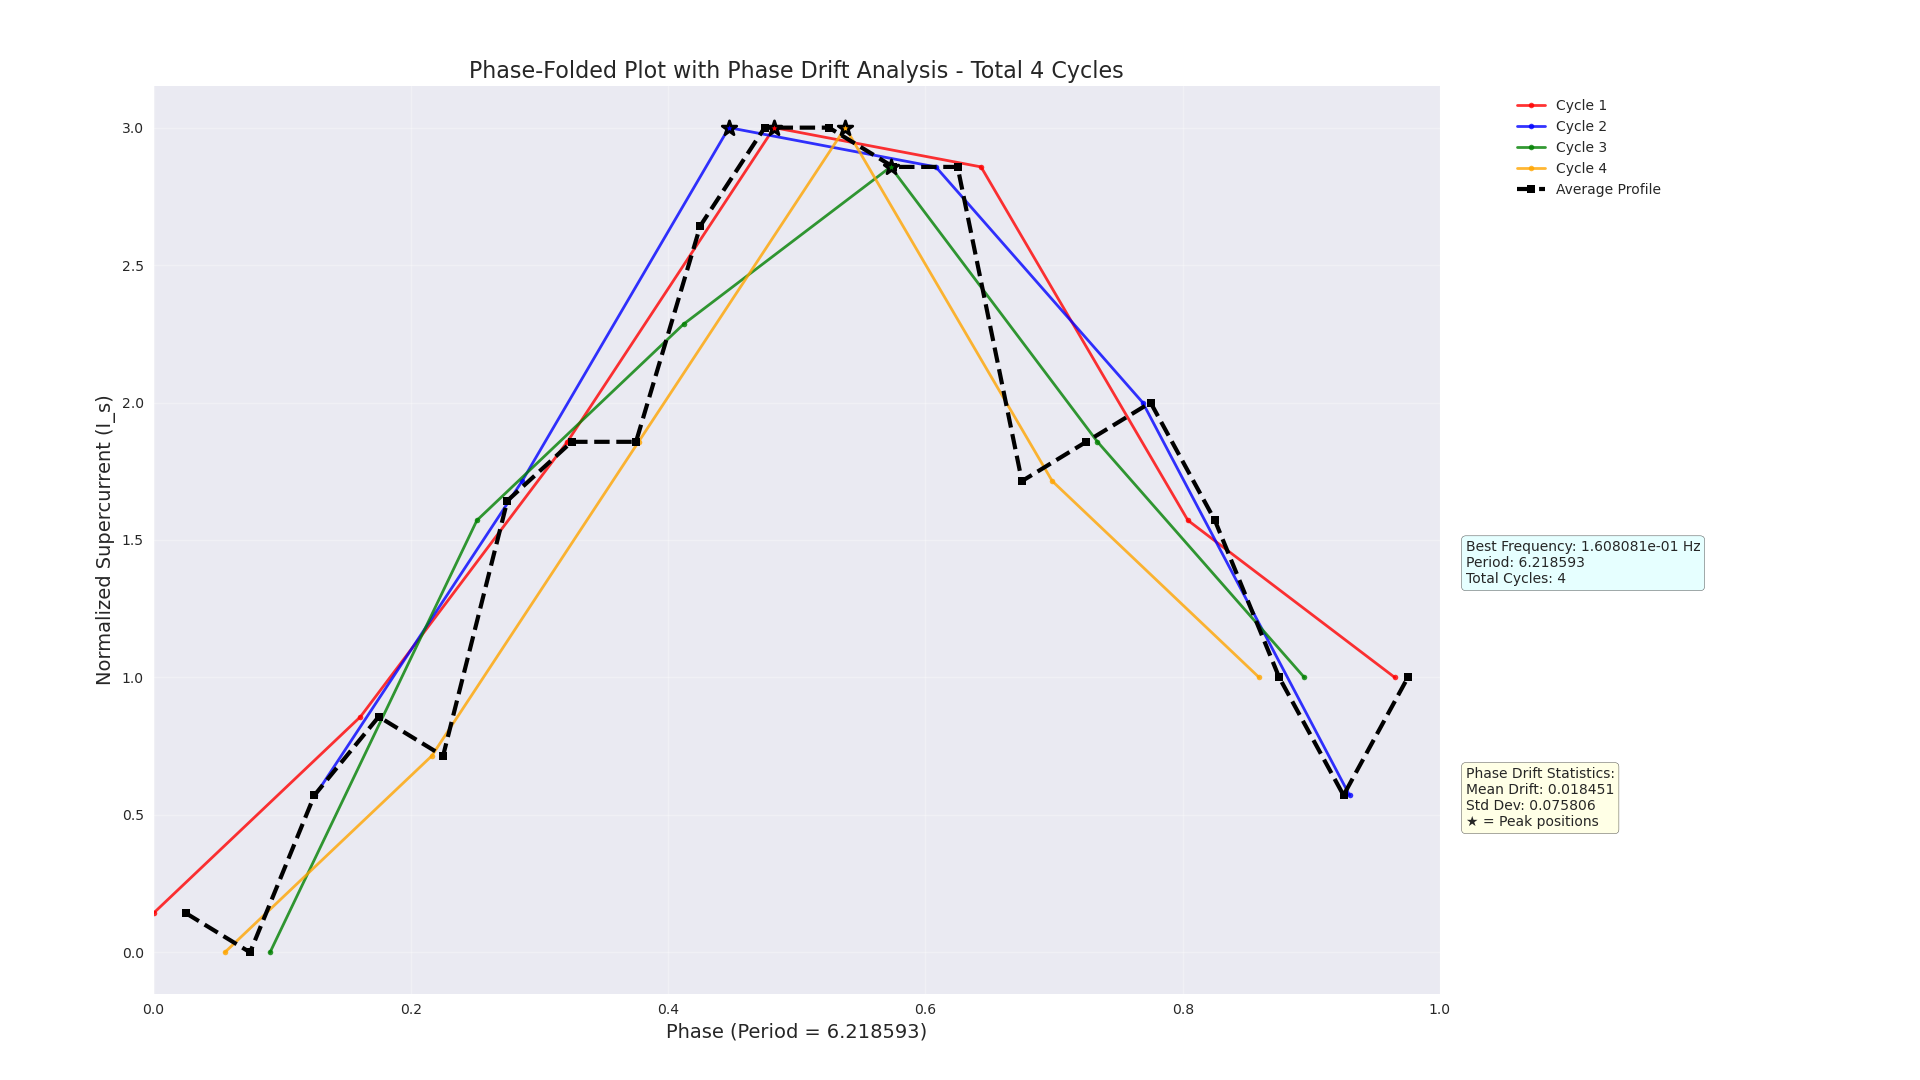 Phase-Folded Plot with Phase Drift Analysis - Total 4 Cycles
Normalized Supercurrent (I_s)
3.0
2.5
2.0
1.5
1.0
0.5
0.0
0.0 0.2 0.4 0.6 0.8 1.0
Phase (Period = 6.218593)
Cycle 1
Cycle 2
Cycle 3
Cycle 4
Average Profile
Best Frequency: 1.608081e-01 Hz
Period: 6.218593
Total Cycles: 4
Phase Drift Statistics:
Mean Drift: 0.018451
Std Dev: 0.075806
★ = Peak positions